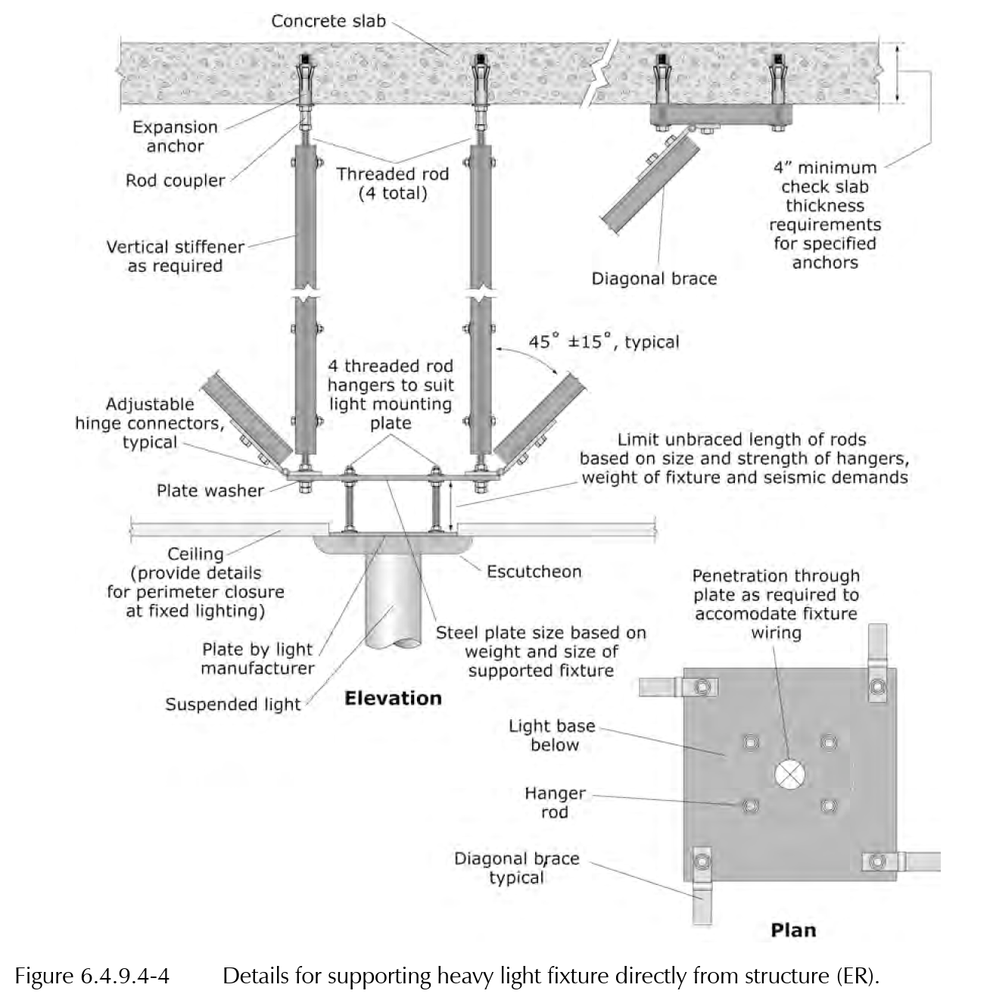 Concrete slab
Expansion
anchor
Rod coupler
Threaded rod
(4 total)
4” minimum
check slab
thickness
requirements
for specified
anchors
Vertical stiffener
as required
Diagonal brace
45° ±15°, typical
4 threaded rod
hangers to suit
light mounting
plate
Adjustable
hinge connectors,
typical
Limit unbraced length of rods
based on size and strength of hangers,
weight of fixture and seismic demands
Plate washer
Ceiling
(provide details
for perimeter closure
at fixed lighting)
Escutcheon
Penetration through
plate as required to
accomodate fixture
wiring
Steel plate size based on
weight and size of
supported fixture
Plate by light
manufacturer
Suspended light
Elevation
Light base
below
Hanger
rod
Diagonal brace
typical
Plan
Figure 6.4.9.4-4 Details for supporting heavy light fixture directly from structure (ER).